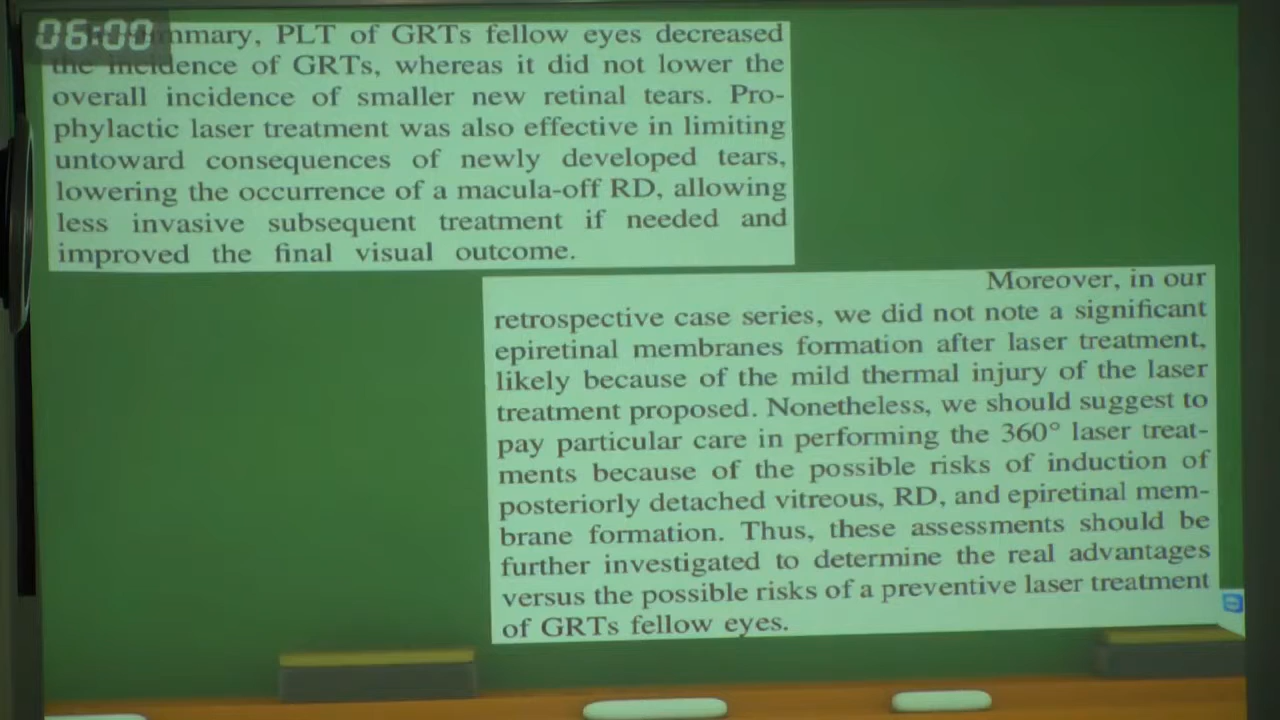 06:00
mmary, PLT of GRTs fellow eyes decreased
the incidence of GRTs, whereas it did not lower the
overall incidence of smaller new retinal tears. Pro-
phylactic laser treatment was also effective in limiting
untoward consequences of newly developed tears,
lowering the occurrence of a macula-off RD, allowing
less invasive subsequent treatment if needed and
improved the final visual outcome.
Moreover, in our
retrospective case series, we did not note a significant
epiretinal membranes formation after laser treatment,
likely because of the mild thermal injury of the laser
treatment proposed. Nonetheless, we should suggest to
pay particular care in performing the 360° laser treat-
ments because of the possible risks of induction of
posteriorly detached vitreous, RD, and epiretinal mem-
brane formation. Thus, these assessments should be
further investigated to determine the real advantages
versus the possible risks of a preventive laser treatment
of GRTs fellow eyes.